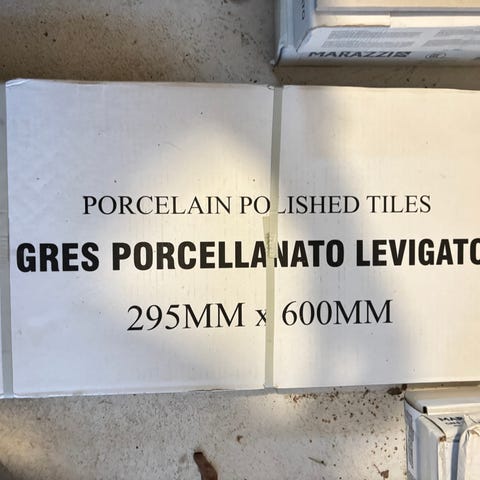 MARAZZI
PORCELAIN POLISHED TILES
GRES PORCELLANATO LEVIGATO
295MM x 600MM